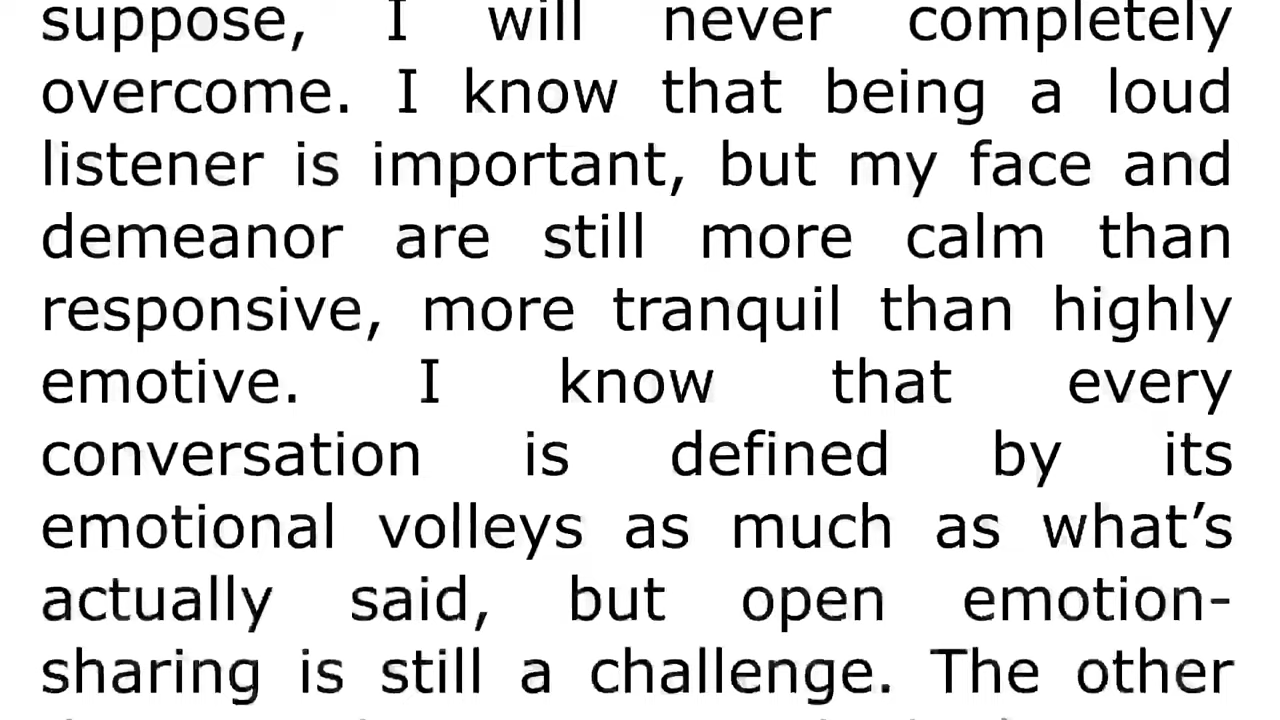 suppose, I will never completely
overcome. I know that being a loud
listener is important, but my face and
demeanor are still more calm than
responsive, more tranquil than highly
emotive. I know that every
conversation is defined by its
emotional volleys as much as what’s
actually said, but open emotion-
sharing is still a challenge. The other